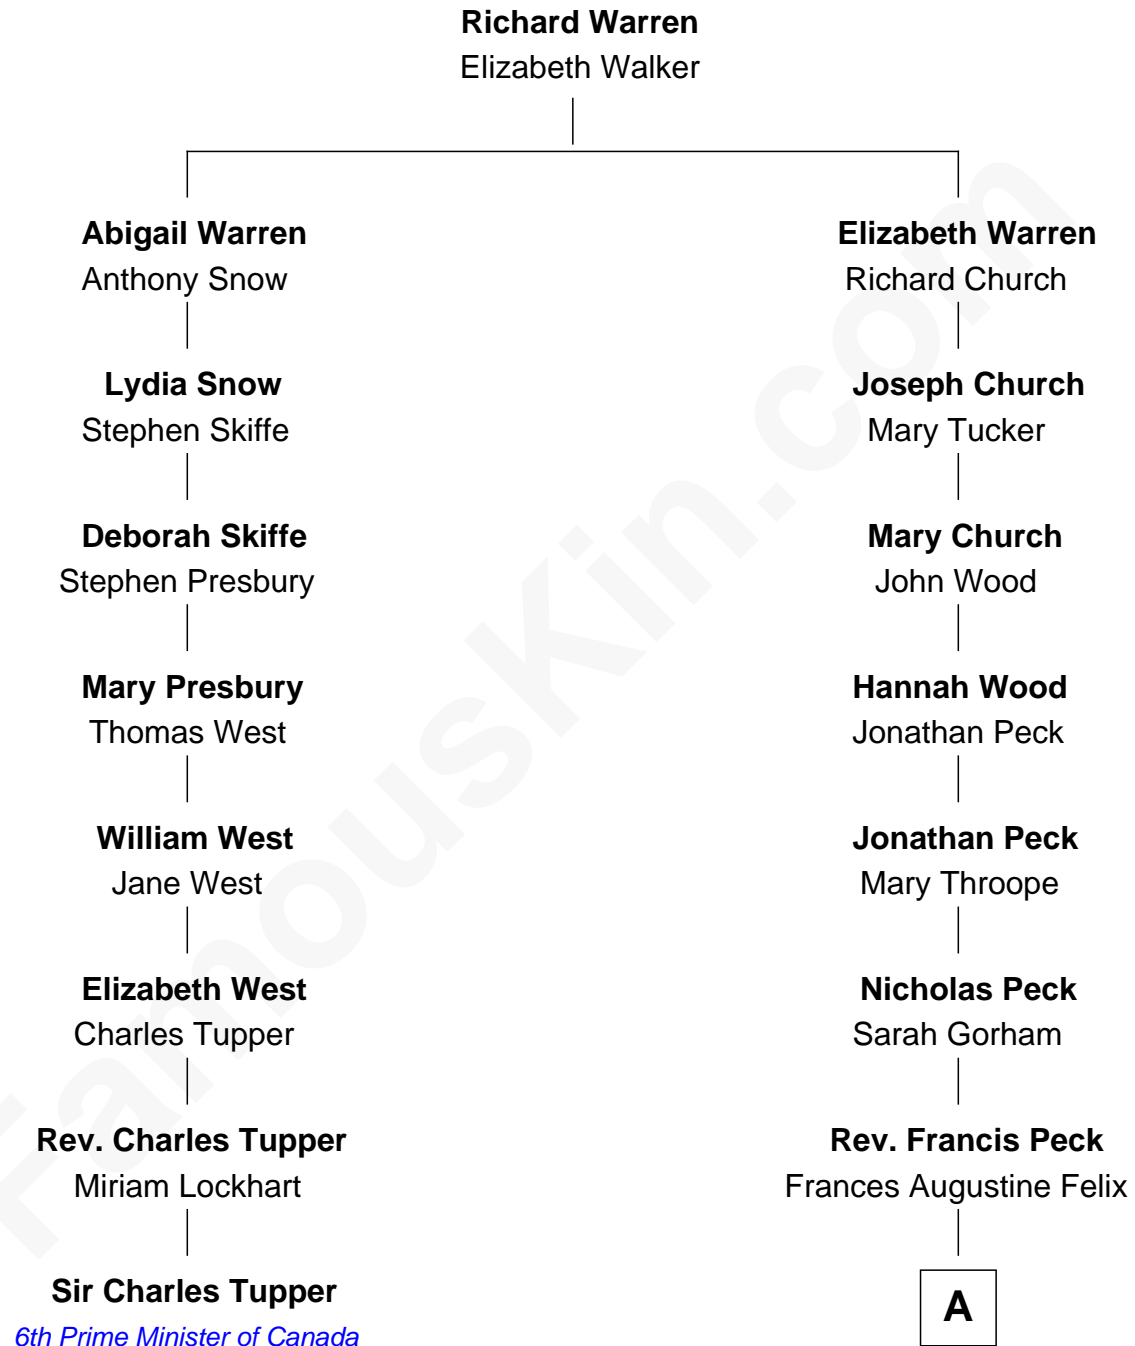 Richard Warren
Elizabeth Walker
Abigail Warren
Anthony Snow
Elizabeth Warren
Richard Church
Lydia Snow
Stephen Skiffe
Joseph Church
Mary Tucker
Deborah Skiffe
Stephen Presbury
Mary Church
John Wood
Mary Presbury
Thomas West
Hannah Wood
Jonathan Peck
William West
Jane West
Jonathan Peck
Mary Throope
Elizabeth West
Charles Tupper
Nicholas Peck
Sarah Gorham
Rev. Charles Tupper
Miriam Lockhart
Rev. Francis Peck
Frances Augustine Felix
Sir Charles Tupper
6th Prime Minister of Canada
A
FamousKin.com